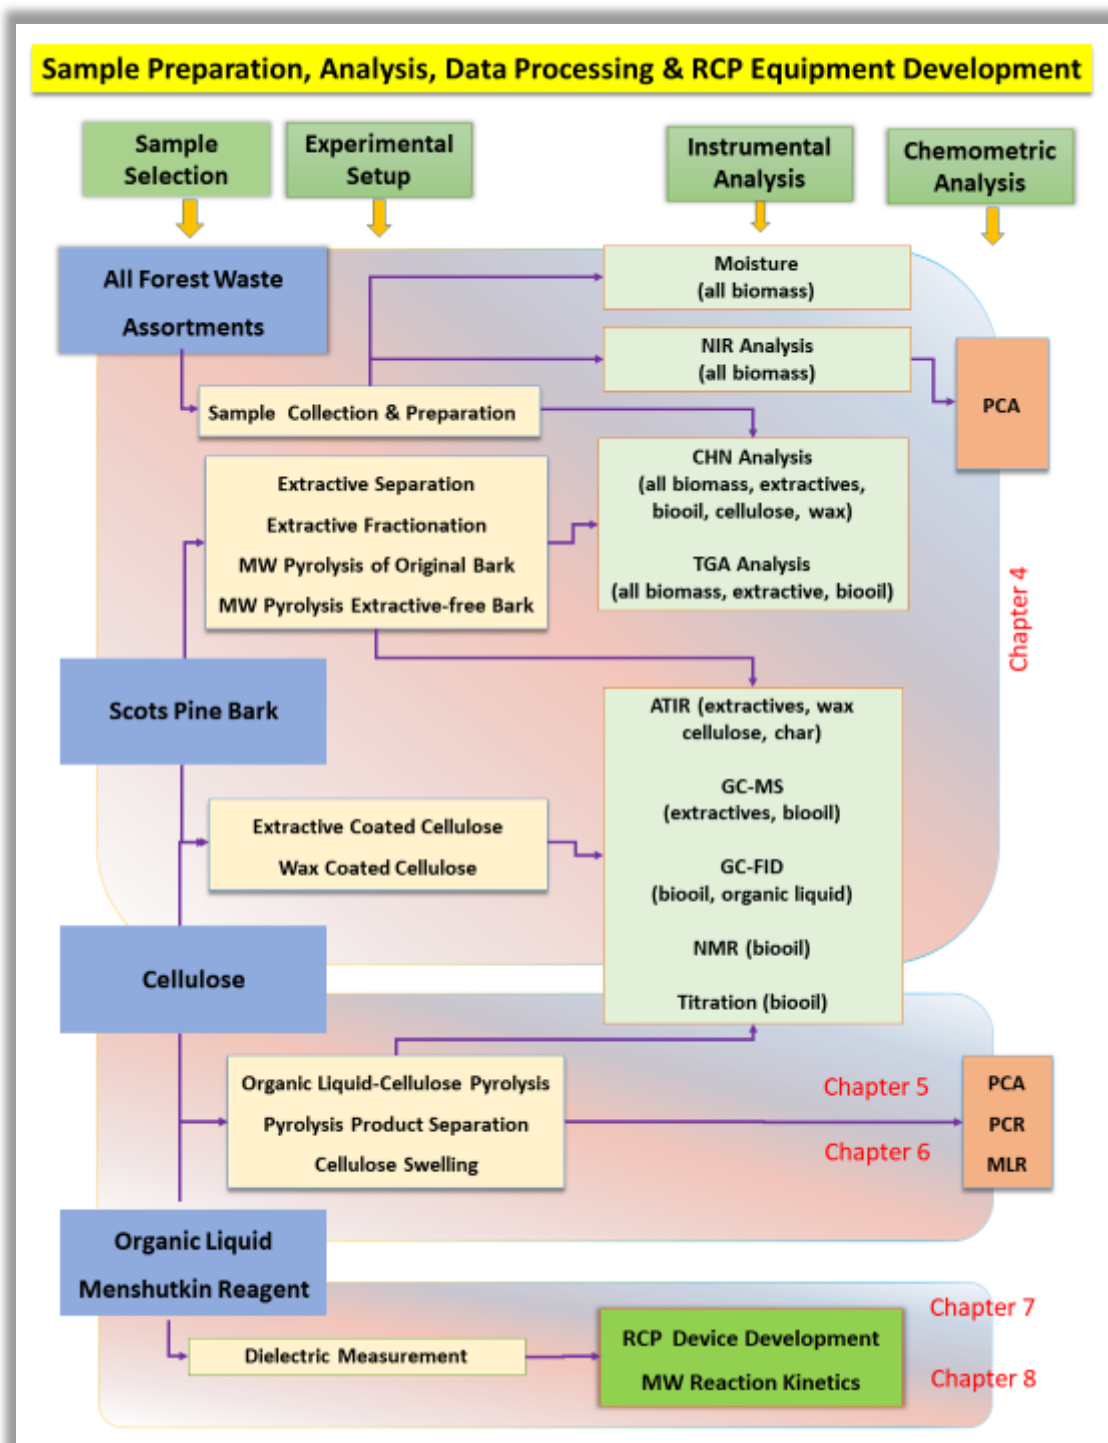 Sample Preparation, Analysis, Data Processing & RCP Equipment Development
Sample
Selection
Experimental
Setup
Instrumental
Analysis
Chemometric
Analysis
All Forest Waste
Assortments
Moisture
(all biomass)
NIR Analysis
(all biomass)
PCA
Sample Collection & Preparation
CHN Analysis
(all biomass, extractives,
biooil, cellulose, wax)
TGA Analysis
(all biomass, extractive, biooil)
Extractive Separation
Extractive Fractionation
MW Pyrolysis of Original Bark
MW Pyrolysis Extractive-free Bark
Chapter 4
Scots Pine Bark
ATIR (extractives, wax
cellulose, char)
GC-MS
(extractives, biooil)
GC-FID
(biooil, organic liquid)
NMR (biooil)
Titration (biooil)
Extractive Coated Cellulose
Wax Coated Cellulose
Cellulose
Organic Liquid-Cellulose Pyrolysis
Pyrolysis Product Separation
Cellulose Swelling
Chapter 5
Chapter 6
PCA
PCR
MLR
Organic Liquid
Menshutkin Reagent
Chapter 7
Dielectric Measurement
RCP Device Development
MW Reaction Kinetics
Chapter 8